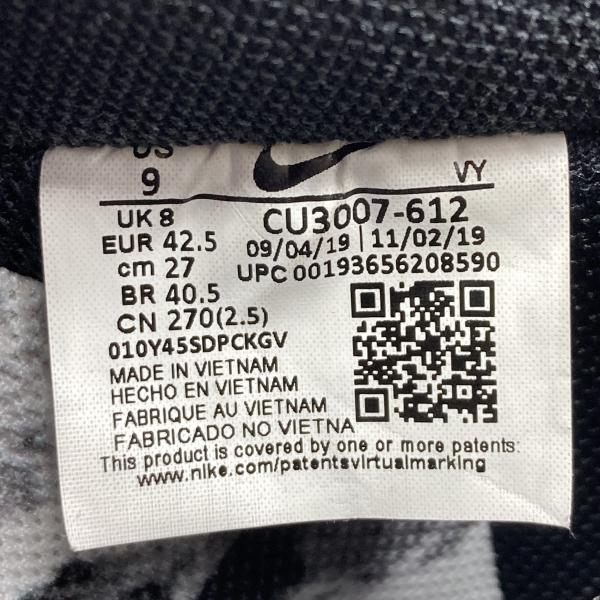 US
9
VY
UK 8
EUR 42.5
cm 27
BR 40.5
CN 270(2.5)
CU3007-612
09/04/19 | 11/02/19
UPC 00193656208590
010Y45SDPCKGV
MADE IN VIETNAM
HECHO EN VIETNAM
FABRIQUE AU VIETNAM
FABRICADO NO VIETNA
This product is covered by one or more patents:
www.nike.com/patentsvirtualmarking